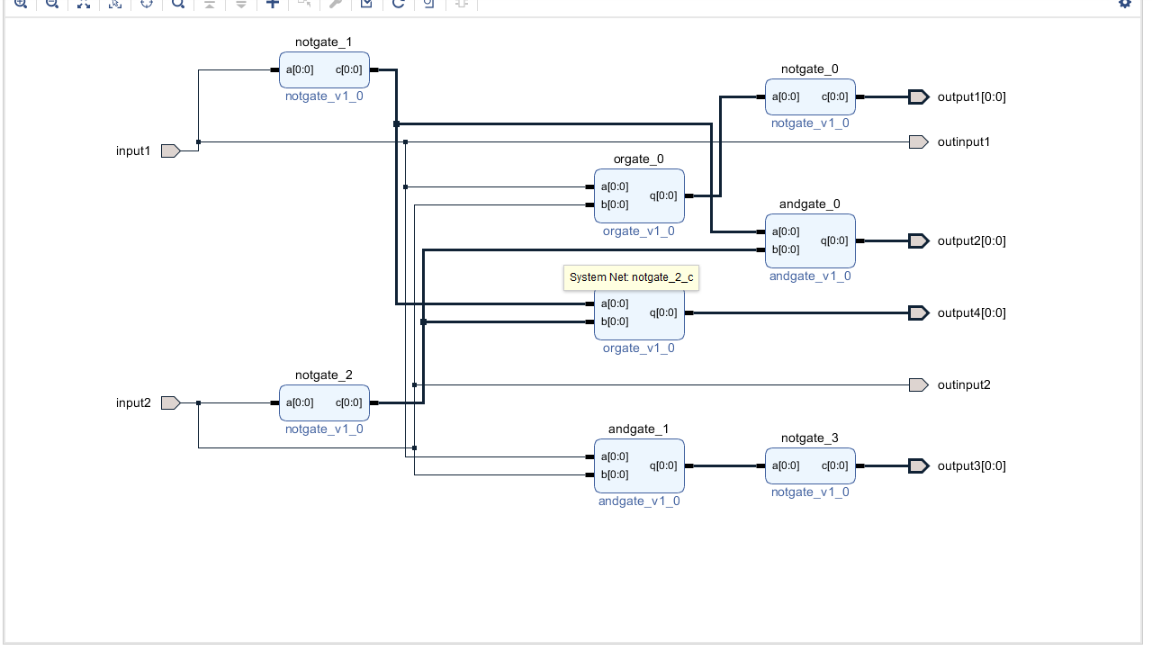 notgate_1
a[0:0] c[0:0]
notgate_v1_0
notgate_0
a[0:0] c[0:0]
notgate_v1_0
output1[0:0]
input1
outinput1
orgate_0
a[0:0]
b[0:0]
q[0:0]
orgate_v1_0
andgate_0
a[0:0]
b[0:0]
q[0:0]
andgate_v1_0
output2[0:0]
System Net: notgate_2_c
a[0:0]
b[0:0]
q[0:0]
orgate_v1_0
output4[0:0]
notgate_2
input2
a[0:0] c[0:0]
notgate_v1_0
outinput2
andgate_1
a[0:0]
b[0:0]
q[0:0]
andgate_v1_0
notgate_3
a[0:0] c[0:0]
notgate_v1_0
output3[0:0]